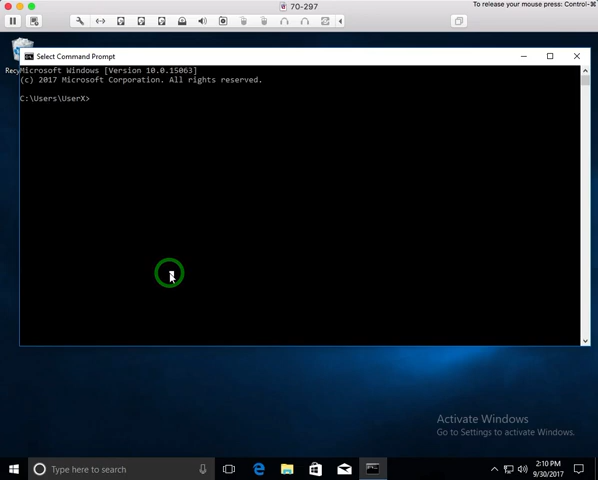 70-297
To release your mouse press: Control-⌘
Select Command Prompt
Microsoft Windows [Version 10.0.15063]
(c) 2017 Microsoft Corporation. All rights reserved.
C:\Users\UserX>
Activate Windows
Go to Settings to activate Windows.
Type here to search
2:10 PM
9/30/2017